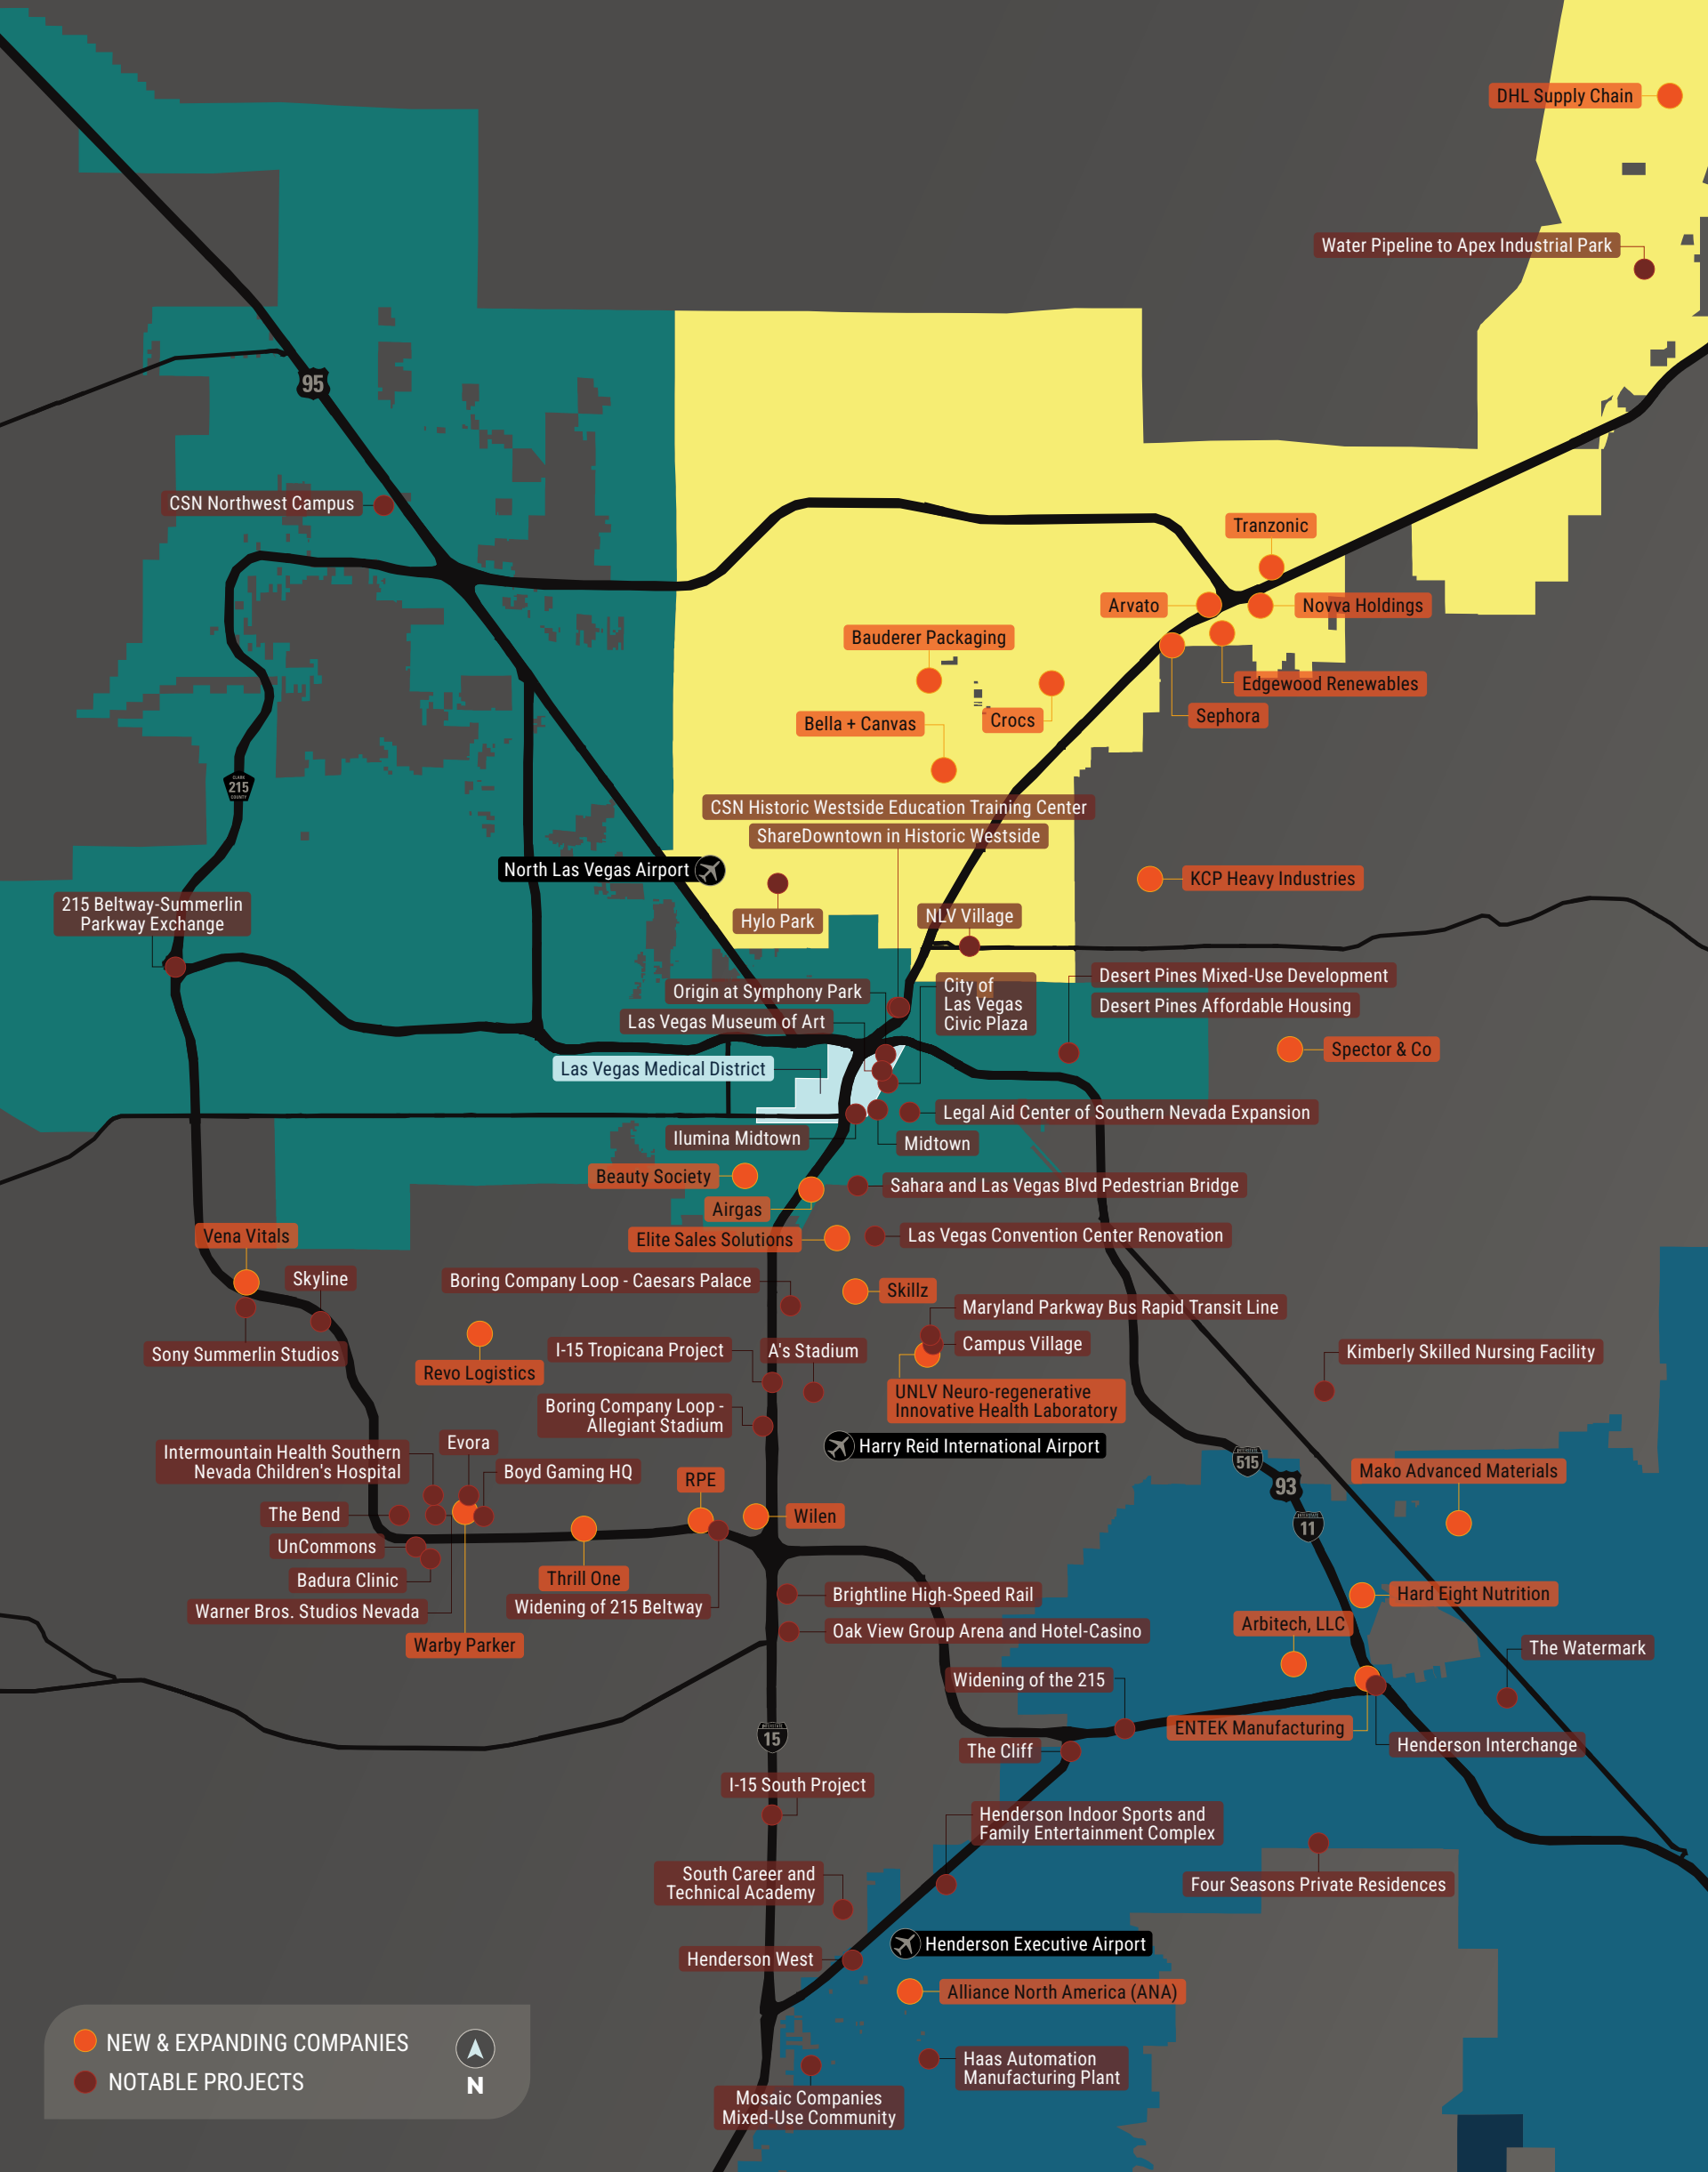 DHL Supply Chain
Water Pipeline to Apex Industrial Park
95
CSN Northwest Campus
Tranzonic
Arvato
Novva Holdings
Bauderer Packaging
Edgewood Renewables
Crocs
Sephora
Bella + Canvas
CLARK
215
COUNTY
CSN Historic Westside Education Training Center
ShareDowntown in Historic Westside
North Las Vegas Airport
KCP Heavy Industries
215 Beltway-Summerlin
Parkway Exchange
Hylo Park
NLV Village
Desert Pines Mixed-Use Development
Desert Pines Affordable Housing
Origin at Symphony Park
City of
Las Vegas
Civic Plaza
Las Vegas Museum of Art
Spector & Co
Las Vegas Medical District
Legal Aid Center of Southern Nevada Expansion
Ilumina Midtown
Midtown
Beauty Society
Sahara and Las Vegas Blvd Pedestrian Bridge
Airgas
Elite Sales Solutions
Las Vegas Convention Center Renovation
Vena Vitals
Skyline
Boring Company Loop - Caesars Palace
Skillz
Maryland Parkway Bus Rapid Transit Line
Sony Summerlin Studios
I-15 Tropicana Project
A's Stadium
Campus Village
Kimberly Skilled Nursing Facility
Revo Logistics
UNLV Neuro-regenerative
Innovative Health Laboratory
Boring Company Loop -
Allegiant Stadium
Harry Reid International Airport
Evora
Intermountain Health Southern
Nevada Children's Hospital
Boyd Gaming HQ
RPE
515
93
11
Mako Advanced Materials
The Bend
Wilen
UnCommons
Badura Clinic
Thrill One
Warner Bros. Studios Nevada
Widening of 215 Beltway
Brightline High-Speed Rail
Hard Eight Nutrition
Warby Parker
Oak View Group Arena and Hotel-Casino
Arbitech, LLC
The Watermark
Widening of the 215
ENTEK Manufacturing
15
The Cliff
Henderson Interchange
I-15 South Project
Henderson Indoor Sports and
Family Entertainment Complex
South Career and
Technical Academy
Four Seasons Private Residences
Henderson Executive Airport
Henderson West
Alliance North America (ANA)
Haas Automation
Manufacturing Plant
Mosaic Companies
Mixed-Use Community
NEW & EXPANDING COMPANIES
NOTABLE PROJECTS
N